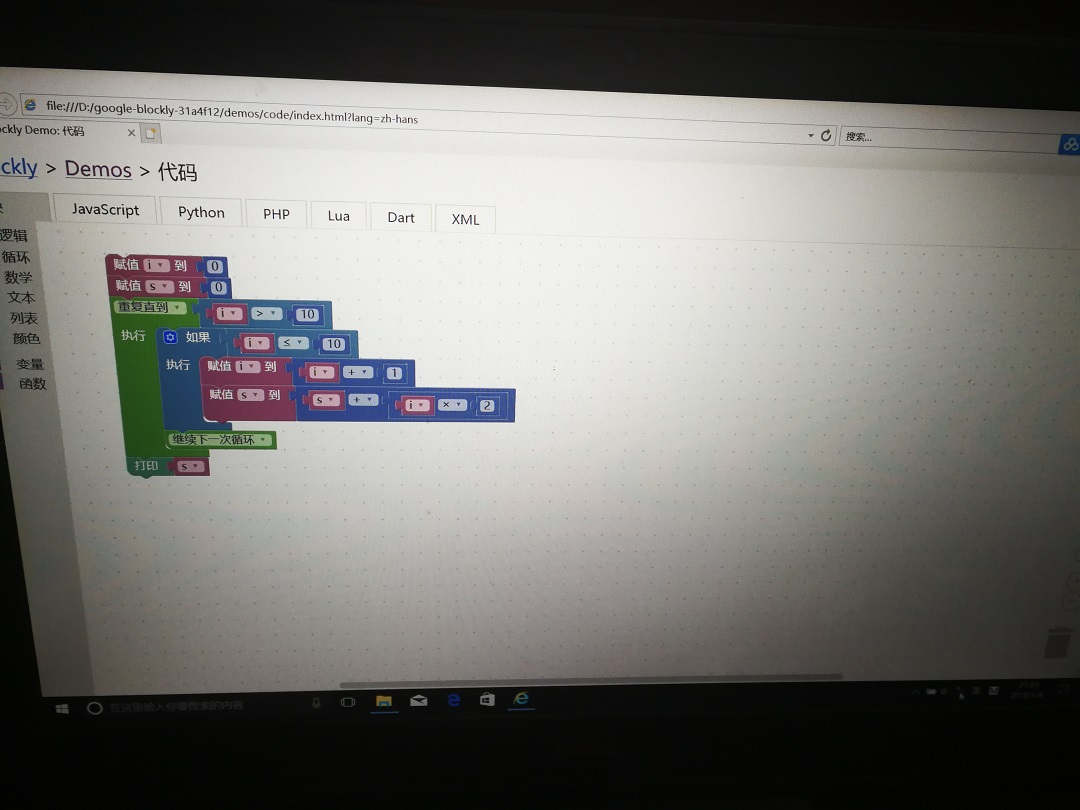 file:///D:/google-blockly-31a4f12/demos/code/index.html?lang=zh-hans
搜索...
ckly Demo: 代码
ckly > Demos > 代码
JavaScript Python PHP Lua Dart XML
逻辑
循环
数学
文本
列表
颜色
变量
函数
赋值 i 到 0
赋值 s 到 0
重复直到 i > 10
执行 如果 i ≤ 10
执行 赋值 i 到 i + 1
赋值 s 到 s + i × 2
继续下一次循环
打印 s
在这里输入你要搜索的内容